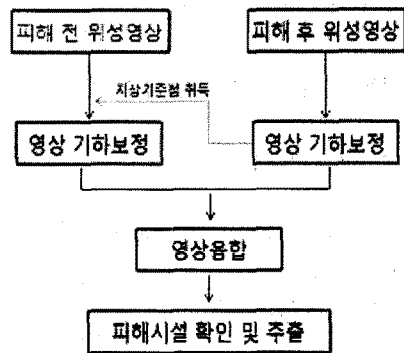 피해 전 위성영상
피해 후 위성영상
지상기준점 취득
영상 기하보정
영상 기하보정
영상융합
피해시설 확인 및 추출